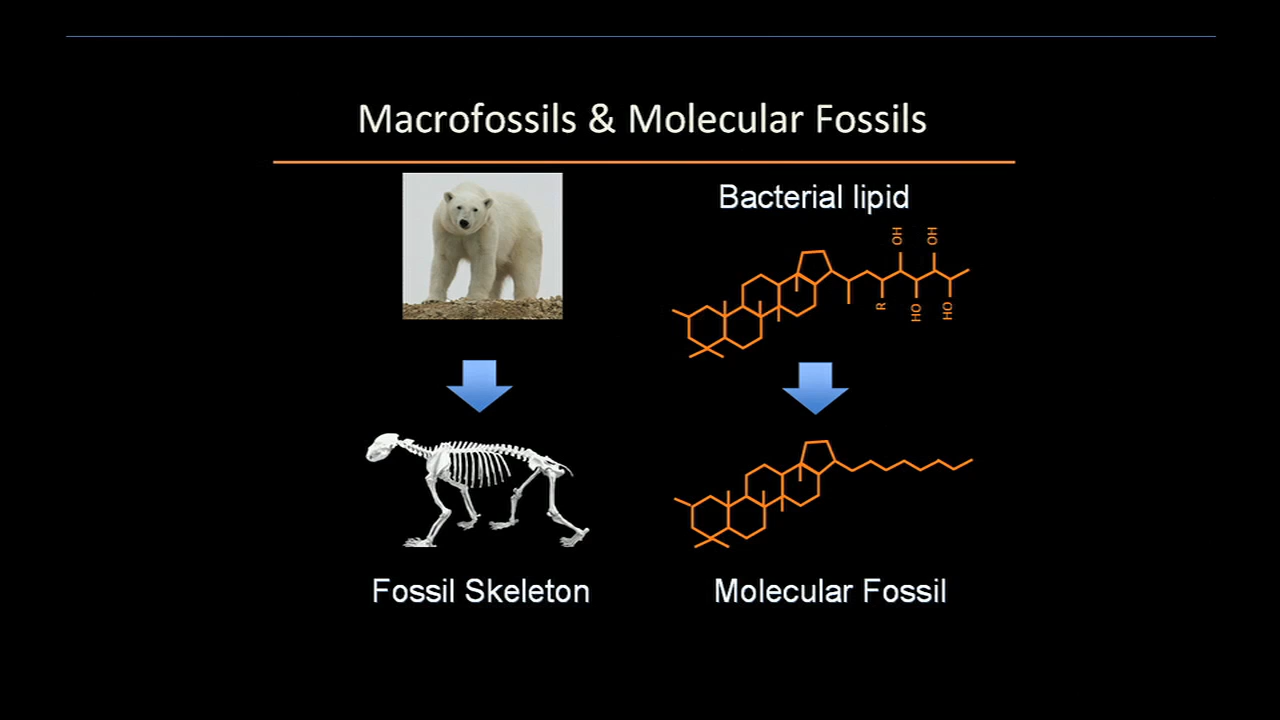 Macrofossils & Molecular Fossils
Bacterial lipid
OH
OH
R
HO
HO
Fossil Skeleton
Molecular Fossil